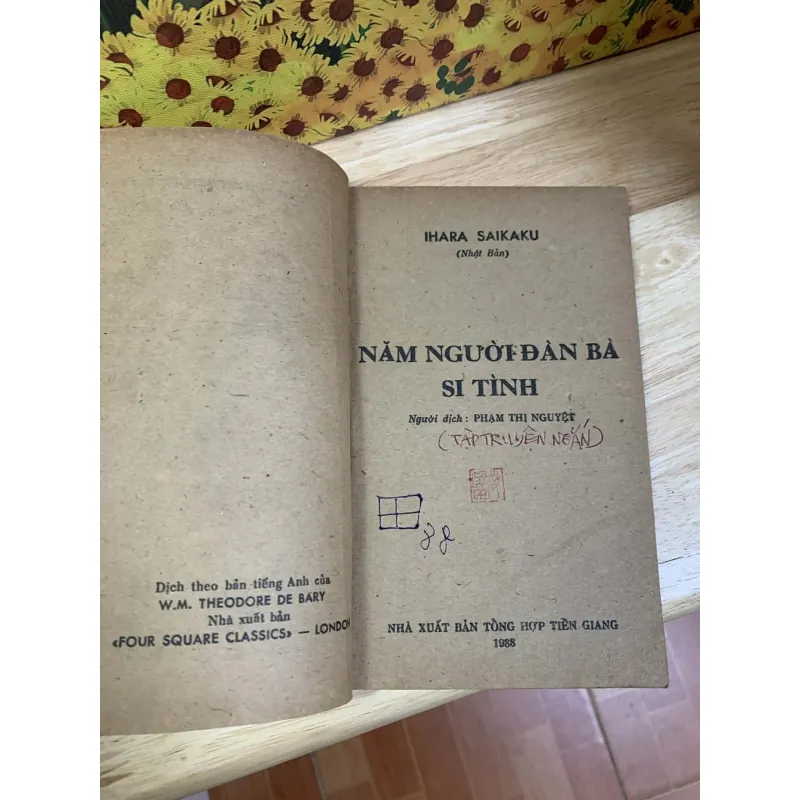 Dịch theo bản tiếng Anh của
W.M. THEODORE DE BARY
Nhà xuất bản
«FOUR SQUARE CLASSICS» — LONDON
IHARA SAIKAKU
(Nhật Bản)
NĂM NGƯỜI ĐÀN BÀ
SI TÌNH
Người dịch : PHẠM THỊ NGUYỆT
(TẬP TRUYỆN NGẮN)
NHÀ XUẤT BẢN TỔNG HỢP TIỀN GIANG
1988